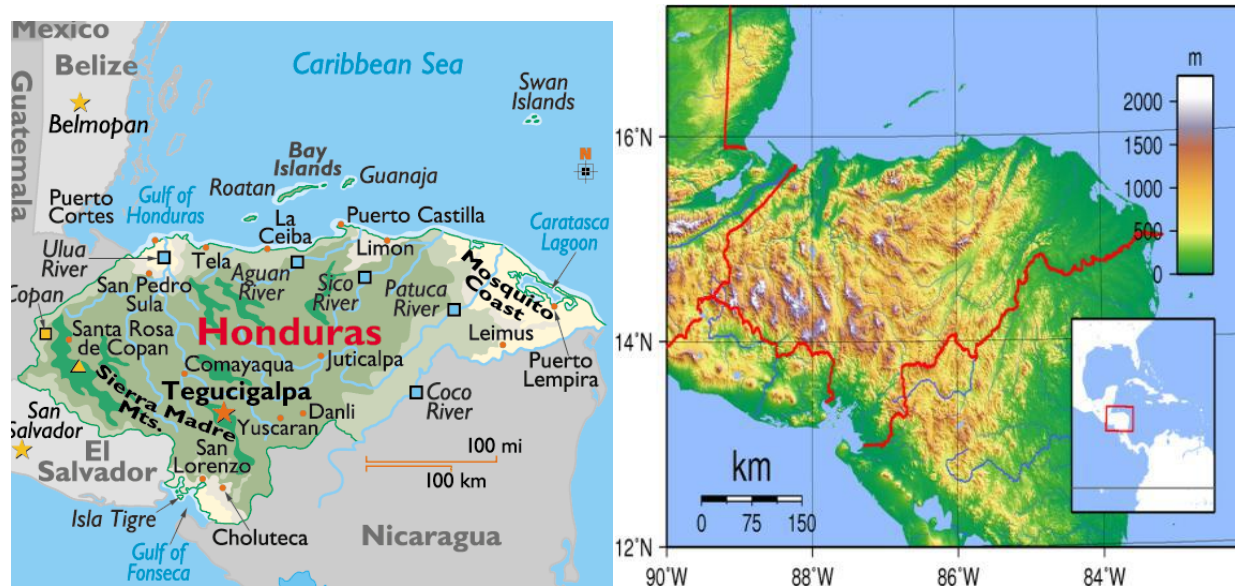 Mexico
Belize
Guatemala
Belmopan
Caribbean Sea
Swan
Islands
N
Bay
Islands
Roatan
Guanaja
Puerto
Cortes
Gulf of
Honduras
La
Ceiba
Puerto Castilla
Caratasca
Lagoon
Ulua
River
Tela
Aguan
River
Limon
Sico
River
Patuca
River
Mosquito
Coast
Copan
San Pedro
Sula
Honduras
Santa Rosa
de Copan
Leimus
Juticalpa
Puerto
Lempira
Comayaqua
Tegucigalpa
Sierra Madre
Mts.
Danli
Yuscaran
Coco
River
San
Salvador
El
Salvador
San
Lorenzo
100 mi
100 km
Isla Tigre
Choluteca
Gulf of
Fonseca
Nicaragua
m
2000
1500
1000
500
0
16°N
14°N
12°N
km
0 75 150
90°W 88°W 86°W 84°W